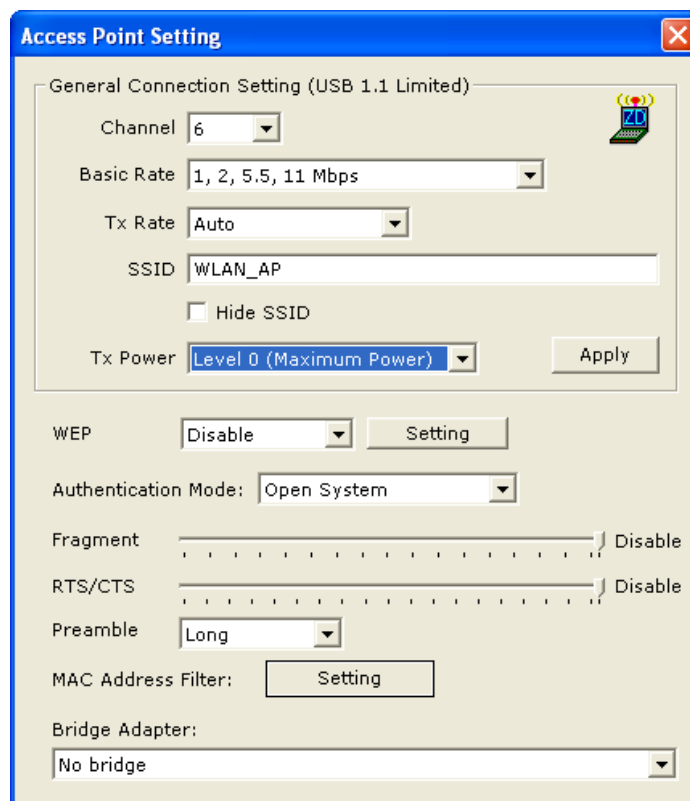 Access Point Setting
General Connection Setting (USB 1.1 Limited)
ZD
Channel 6
Basic Rate 1, 2, 5.5, 11 Mbps
Tx Rate Auto
SSID WLAN_AP
Hide SSID
Tx Power Level 0 (Maximum Power) Apply
WEP Disable Setting
Authentication Mode: Open System
Fragment Disable
RTS/CTS Disable
Preamble Long
MAC Address Filter: Setting
Bridge Adapter:
No bridge